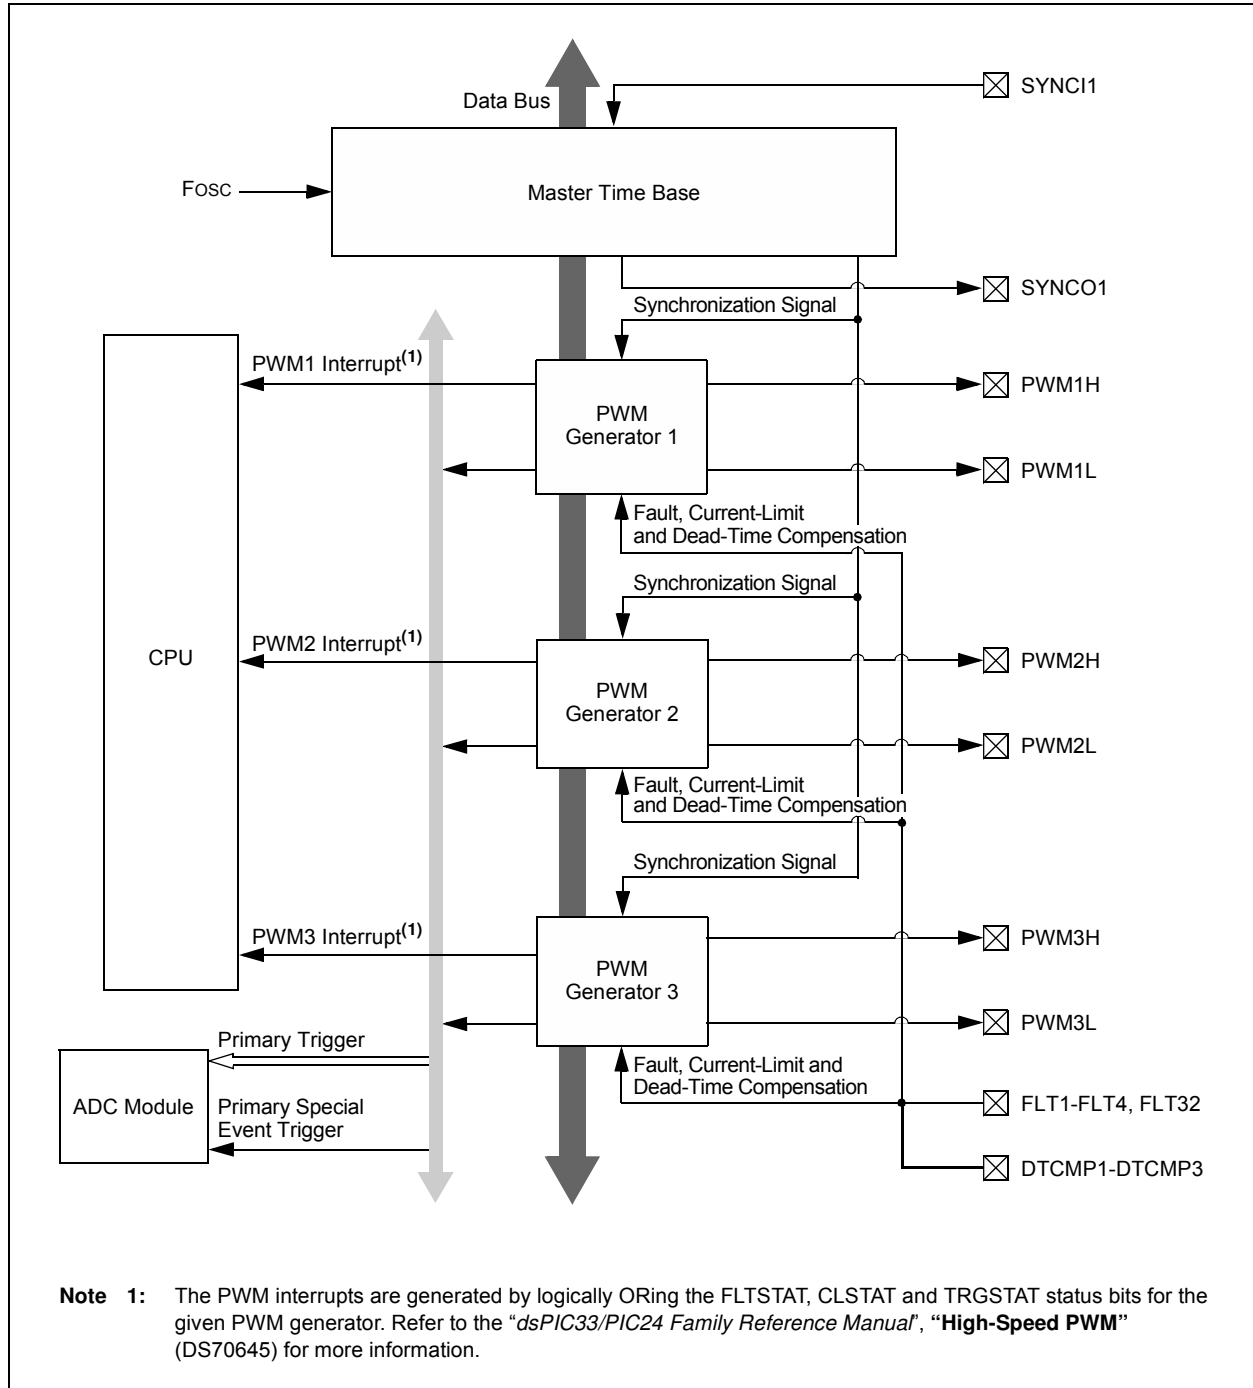 SYNCI1
Data Bus
FOSC
Master Time Base
SYNCO1
Synchronization Signal
PWM1 Interrupt(1)
PWM1H
PWM
Generator 1
PWM1L
Fault, Current-Limit
and Dead-Time Compensation
Synchronization Signal
CPU
PWM2 Interrupt(1)
PWM2H
PWM
Generator 2
PWM2L
Fault, Current-Limit
and Dead-Time Compensation
Synchronization Signal
PWM3 Interrupt(1)
PWM3H
PWM
Generator 3
PWM3L
Primary Trigger
Fault, Current-Limit and
Dead-Time Compensation
ADC Module
Primary Special
Event Trigger
FLT1-FLT4, FLT32
DTCMP1-DTCMP3
Note 1: The PWM interrupts are generated by logically ORing the FLTSTAT, CLSTAT and TRGSTAT status bits for the
given PWM generator. Refer to the “dsPIC33/PIC24 Family Reference Manual”, “High-Speed PWM”
(DS70645) for more information.